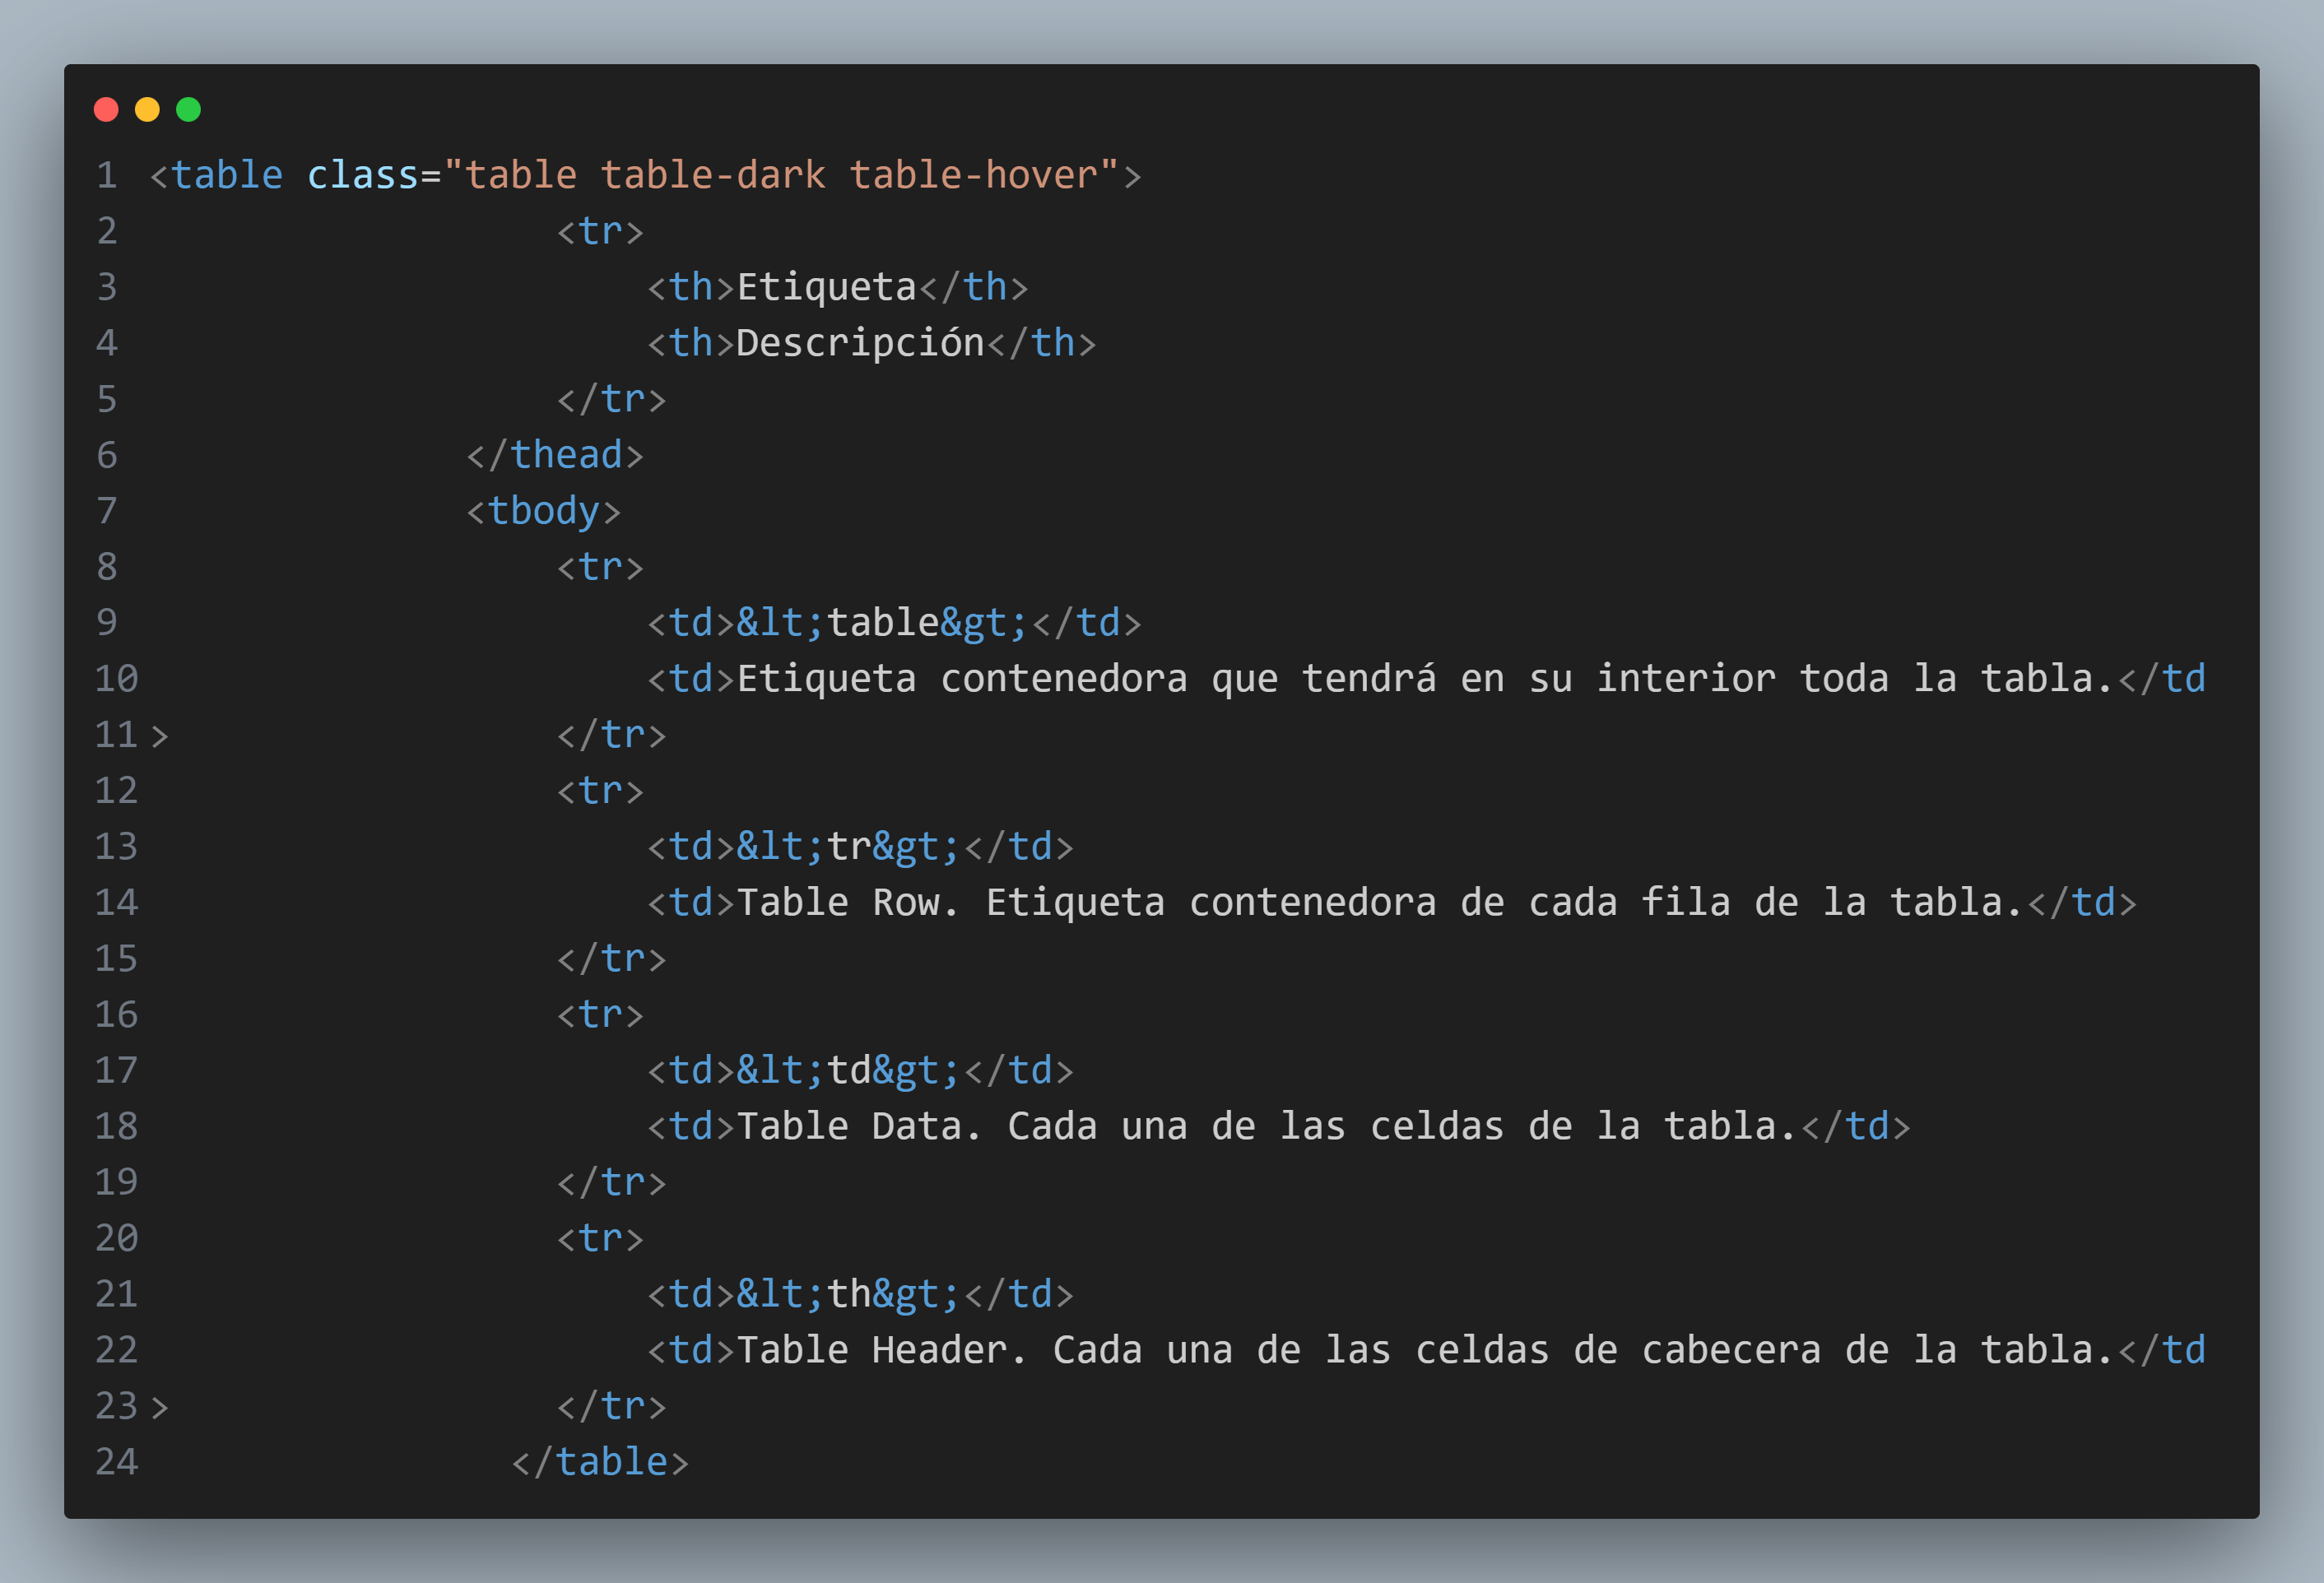 1 <table class="table table-dark table-hover">
2 <tr>
3 <th>Etiqueta</th>
4 <th>Descripción</th>
5 </tr>
6 </thead>
7 <tbody>
8 <tr>
9 <td>&lt;table&gt;</td>
10 <td>Etiqueta contenedora que tendrá en su interior toda la tabla.</td
11 > </tr>
12 <tr>
13 <td>&lt;tr&gt;</td>
14 <td>Table Row. Etiqueta contenedora de cada fila de la tabla.</td>
15 </tr>
16 <tr>
17 <td>&lt;td&gt;</td>
18 <td>Table Data. Cada una de las celdas de la tabla.</td>
19 </tr>
20 <tr>
21 <td>&lt;th&gt;</td>
22 <td>Table Header. Cada una de las celdas de cabecera de la tabla.</td
23 > </tr>
24 </table>